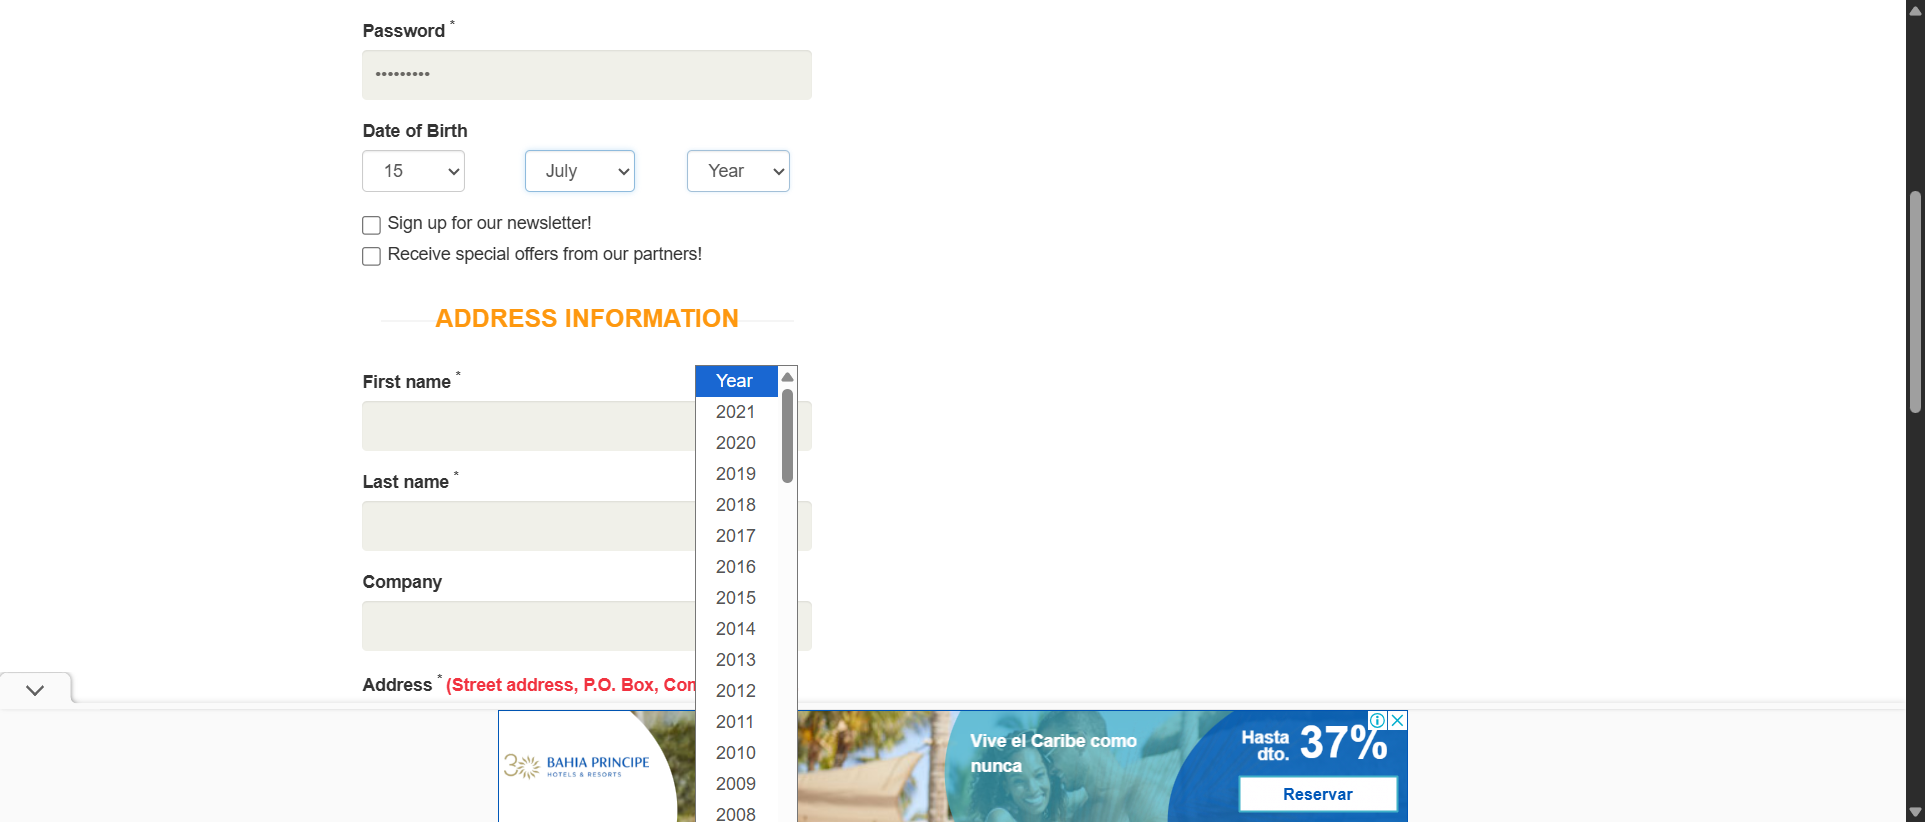 Password *
•••••••••
Date of Birth
15 July Year
Sign up for our newsletter!
Receive special offers from our partners!
ADDRESS INFORMATION
First name *
Last name *
Company
Address * (Street address, P.O. Box, Com
Year
2021
2020
2019
2018
2017
2016
2015
2014
2013
2012
2011
2010
2009
2008
30 BAHIA PRINCIPE
HOTELS & RESORTS
Vive el Caribe como
nunca
Hasta
dto. 37%
Reservar